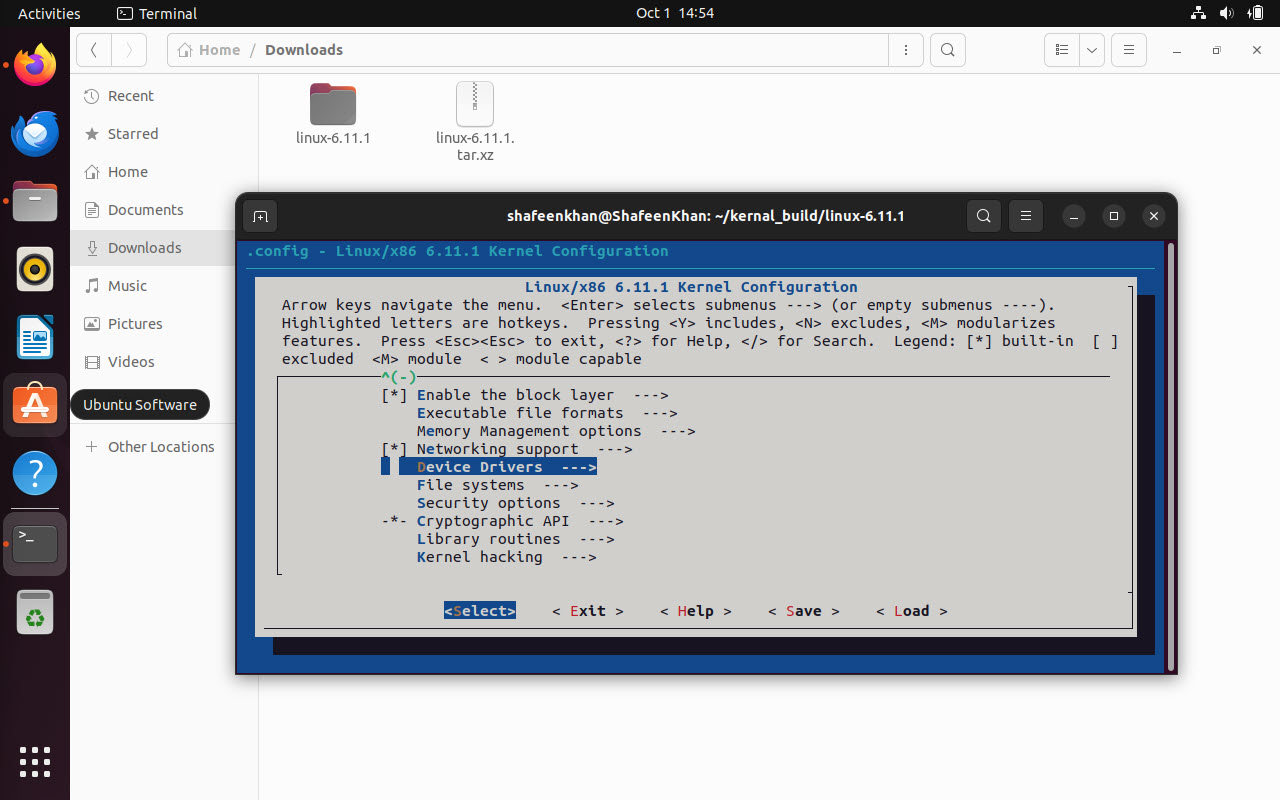 Activities
Terminal
Oct 1 14:54
Home / Downloads
Recent
Starred
Home
Documents
Downloads
Music
Pictures
Videos
Ubuntu Software
Other Locations
linux-6.11.1
linux-6.11.1.
tar.xz
shafeenkhan@ShafeenKhan: ~/kernal_build/linux-6.11.1
.config - Linux/x86 6.11.1 Kernel Configuration
Linux/x86 6.11.1 Kernel Configuration
Arrow keys navigate the menu.  <Enter> selects submenus ---> (or empty submenus ----).
Highlighted letters are hotkeys.  Pressing <Y> includes, <N> excludes, <M> modularizes
features.  Press <Esc><Esc> to exit, <?> for Help, </> for Search.  Legend: [*] built-in  [ ]
excluded  <M> module  < > module capable
^(-)
[*] Enable the block layer  --->
Executable file formats  --->
Memory Management options  --->
[*] Networking support  --->
Device Drivers  --->
File systems  --->
Security options  --->
-*- Cryptographic API  --->
Library routines  --->
Kernel hacking  --->
<Select>    < Exit >    < Help >    < Save >    < Load >
>_